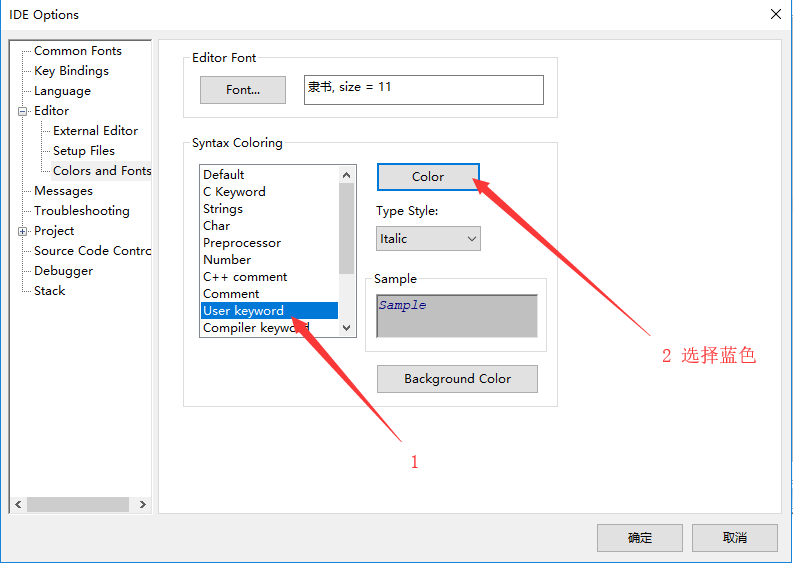 IDE Options
Common Fonts
Key Bindings
Language
Editor
External Editor
Setup Files
Colors and Fonts
Messages
Troubleshooting
Project
Source Code Contro
Debugger
Stack
Editor Font
Font...
隶书, size = 11
Syntax Coloring
Default
C Keyword
Strings
Char
Preprocessor
Number
C++ comment
Comment
User keyword
Compiler keyword
Color
Type Style:
Italic
Sample
Sample
Background Color
1
2 选择蓝色
确定
取消